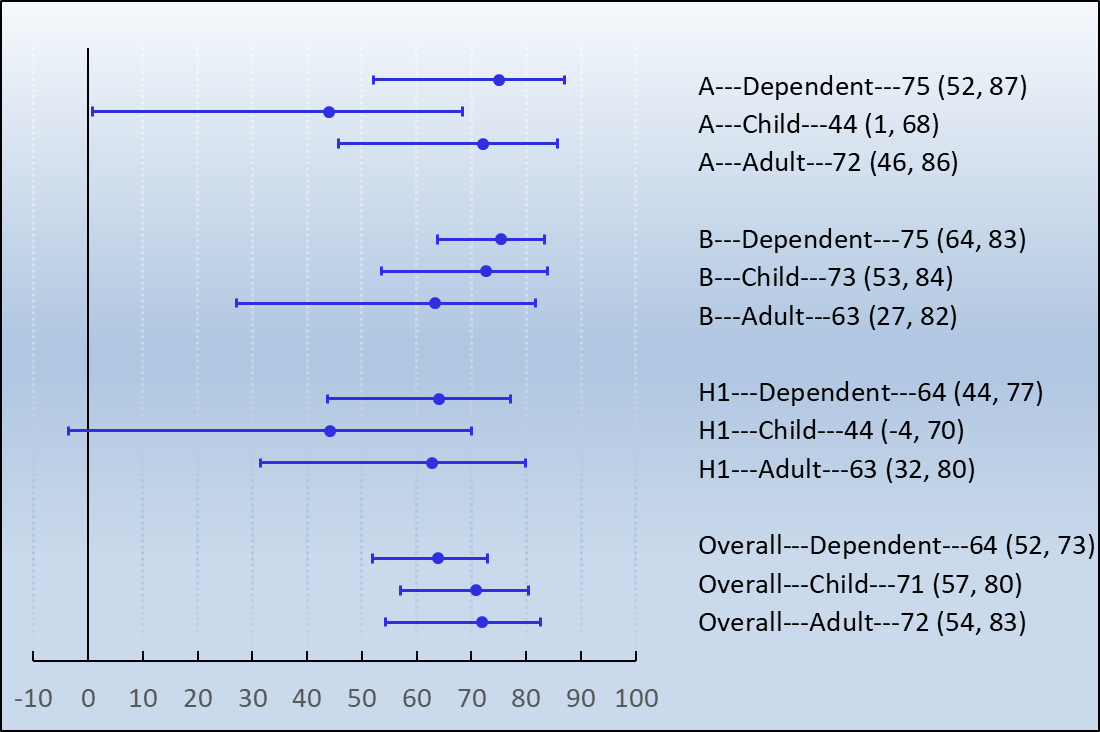 A---Dependent---75 (52, 87)
A---Child---44 (1, 68)
A---Adult---72 (46, 86)
B---Dependent---75 (64, 83)
B---Child---73 (53, 84)
B---Adult---63 (27, 82)
H1---Dependent---64 (44, 77)
H1---Child---44 (-4, 70)
H1---Adult---63 (32, 80)
Overall---Dependent---64 (52, 73)
Overall---Child---71 (57, 80)
Overall---Adult---72 (54, 83)
-10 0 10 20 30 40 50 60 70 80 90 100